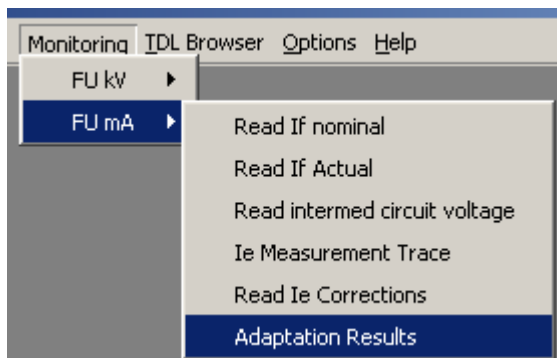 Monitoring TDL Browser Options Help
FU kV
FU mA
Read If nominal
Read If Actual
Read intermed circuit voltage
Ie Measurement Trace
Read Ie Corrections
Adaptation Results